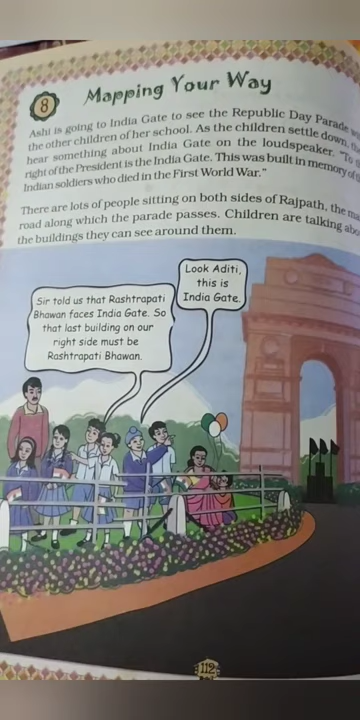 8
Mapping Your Way
Ashi is going to India Gate to see the Republic Day Parade
the other children of her school. As the children settle down,
hear something about India Gate on the loudspeaker. "To
right of the President is the India Gate. This was built in memory of
Indian soldiers who died in the First World War."
There are lots of people sitting on both sides of Rajpath, the
road along which the parade passes. Children are talking
the buildings they can see around them.
Look Aditi,
this is
India Gate.
Sir told us that Rashtrapati
Bhawan faces India Gate. So
that last building on our
right side must be
Rashtrapati Bhawan.
112